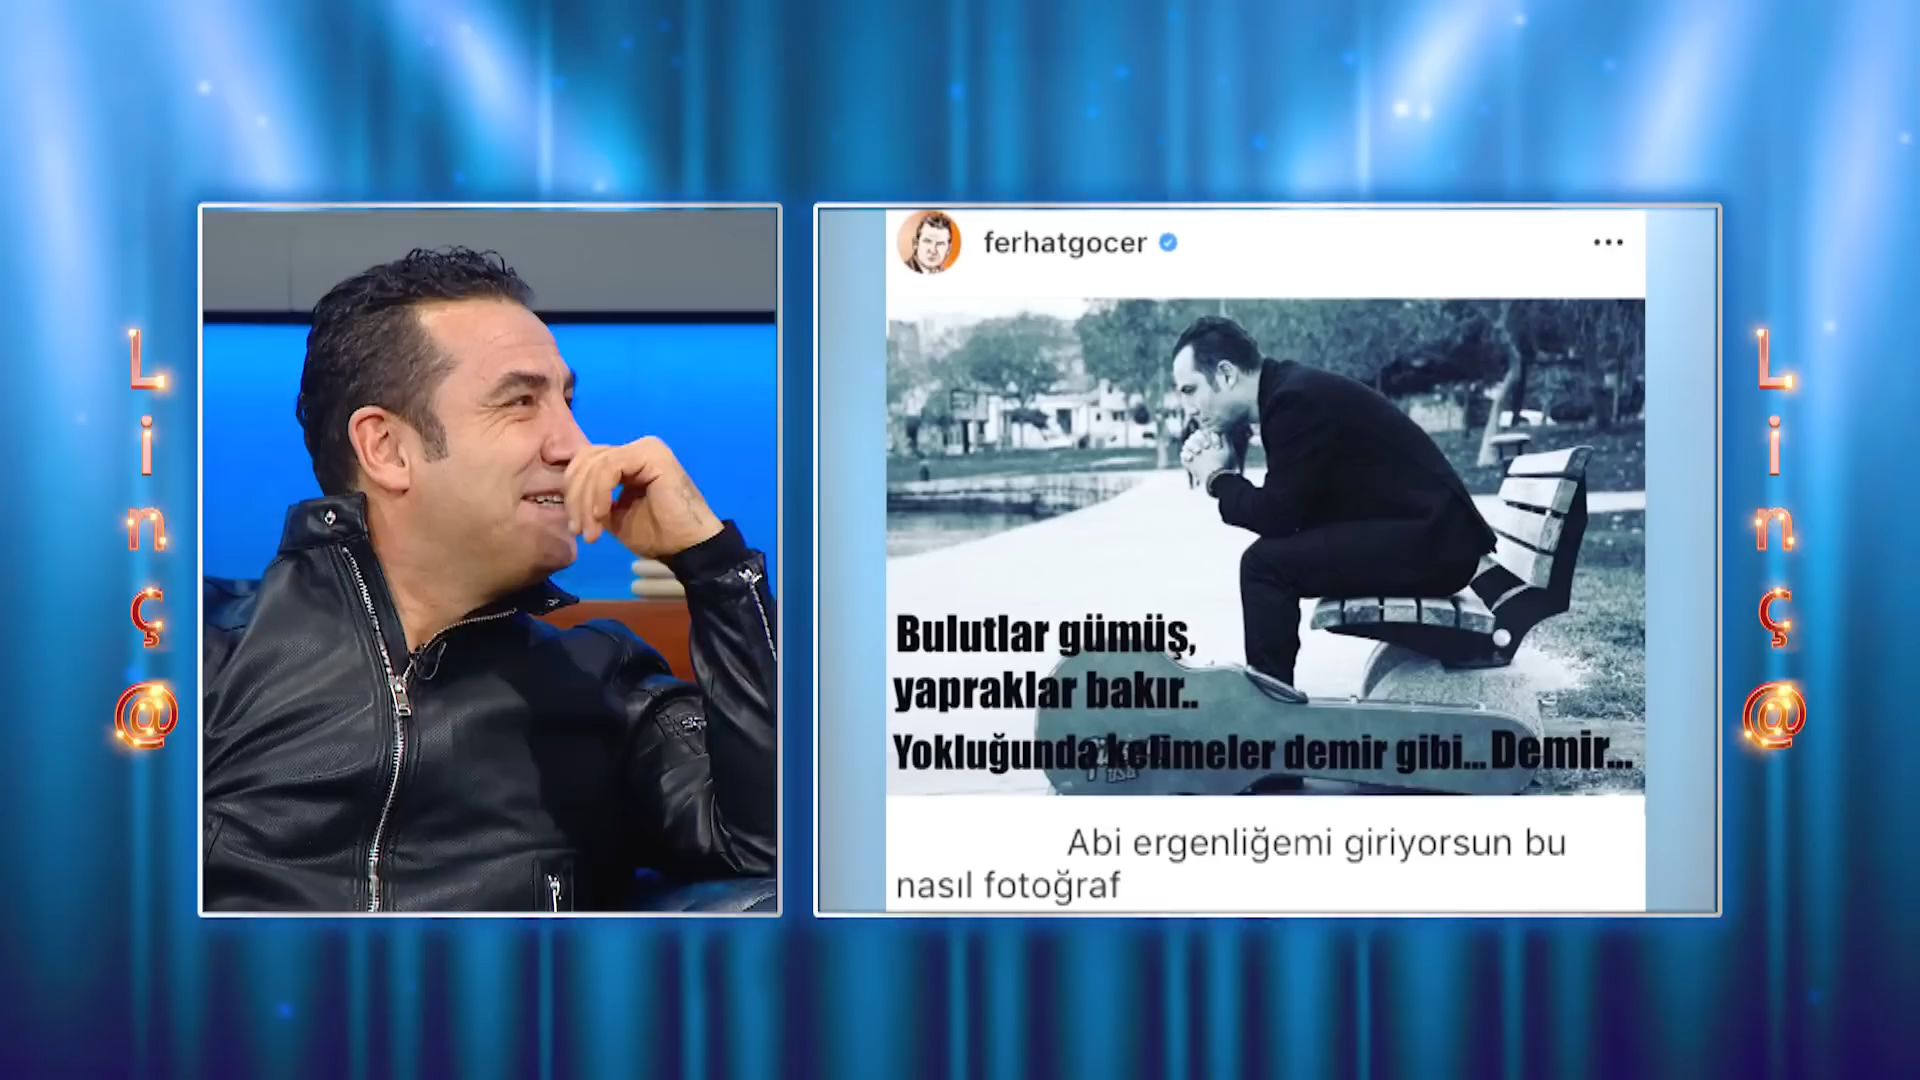 Linç@
ferhatgocer
Bulutlar gümüş,
yapraklar bakır..
Yokluğunda kelimeler demir gibi... Demir...
Abi ergenliğemi giriyorsun bu
nasıl fotoğraf
Linç@